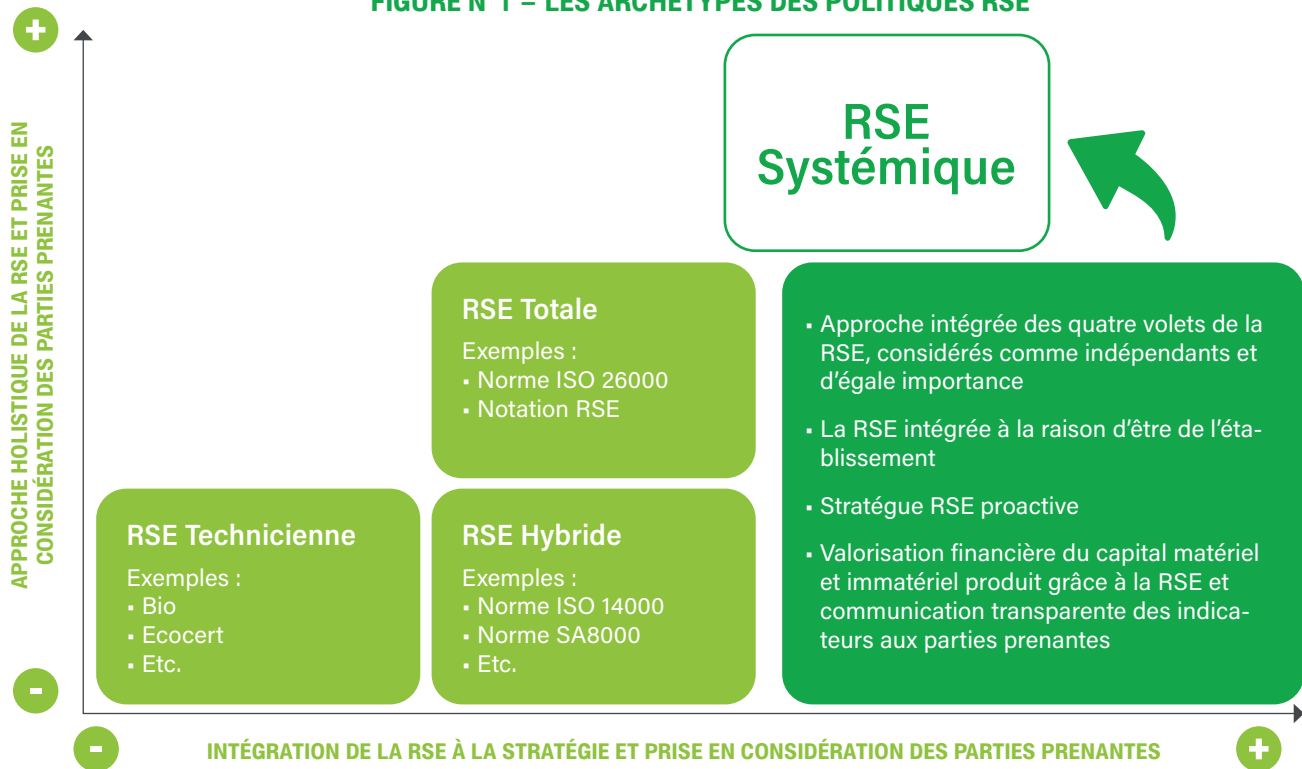 FIGURE N°1 – LES ARCHÉTYPES DES POLITIQUES RSE
+
APPROCHE HOLISTIQUE DE LA RSE ET PRISE EN
CONSIDÉRATION DES PARTIES PRENANTES
-
RSE
Systémique
RSE Totale
Exemples :
▪ Norme ISO 26000
▪ Notation RSE
RSE Technicienne
Exemples :
▪ Bio
▪ Ecocert
▪ Etc.
RSE Hybride
Exemples :
▪ Norme ISO 14000
▪ Norme SA8000
▪ Etc.
▪ Approche intégrée des quatre volets de la
RSE, considérés comme indépendants et
d'égale importance
▪ La RSE intégrée à la raison d'être de l'éta-
blissement
▪ Stratégue RSE proactive
▪ Valorisation financière du capital matériel
et immatériel produit grâce à la RSE et
communication transparente des indica-
teurs aux parties prenantes
-
INTÉGRATION DE LA RSE À LA STRATÉGIE ET PRISE EN CONSIDÉRATION DES PARTIES PRENANTES
+